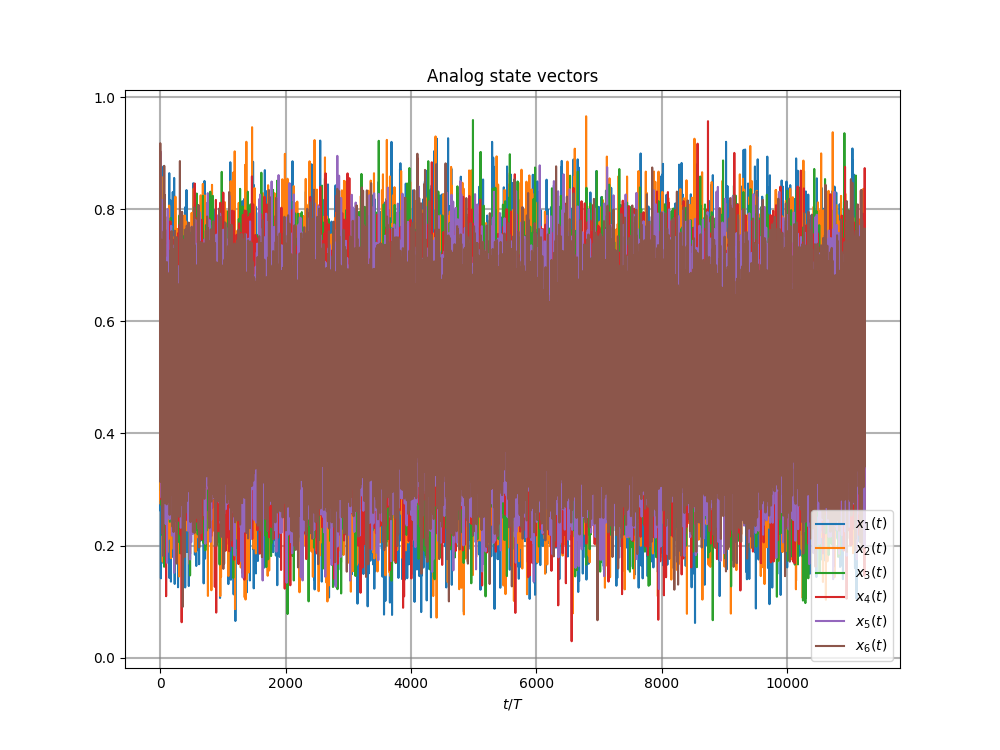 Analog state vectors
1.0
0.8
0.6
0.4
0.2
0.0
0 2000 4000 6000 8000 10000
t/T
x₁(t)
x₂(t)
x₃(t)
x₄(t)
x₅(t)
x₆(t)